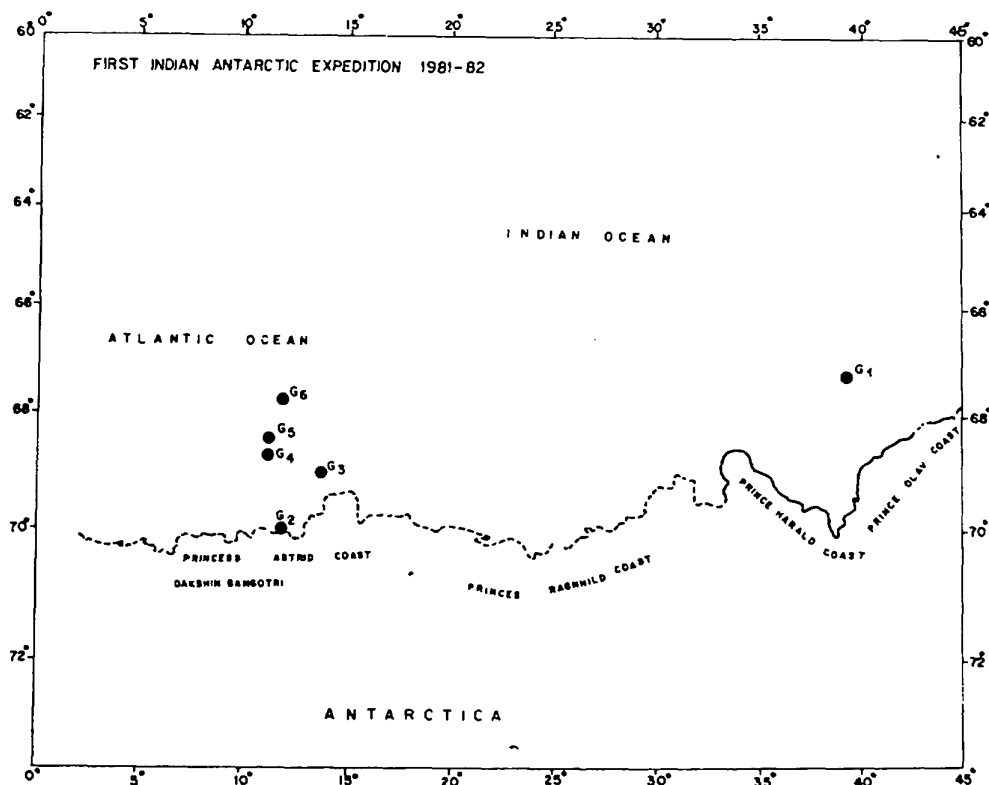 0° 5° 10° 15° 20° 25° 30° 35° 40° 45°
60° 60°
FIRST INDIAN ANTARCTIC EXPEDITION 1981-82
62° 62°
64° 64°
INDIAN OCEAN
66° 66°
ATLANTIC OCEAN
G1
G6
68° 68°
G5
G4
G3
G2
70° 70°
PRINCESS ASTRID COAST
PRINCE HARALD COAST
PRINCE OLAV COAST
DAKSHIN GANGOTRI
PRINCES RAGNHILD COAST
72° 72°
ANTARCTICA
0° 5° 10° 15° 20° 25° 30° 35° 40° 45°